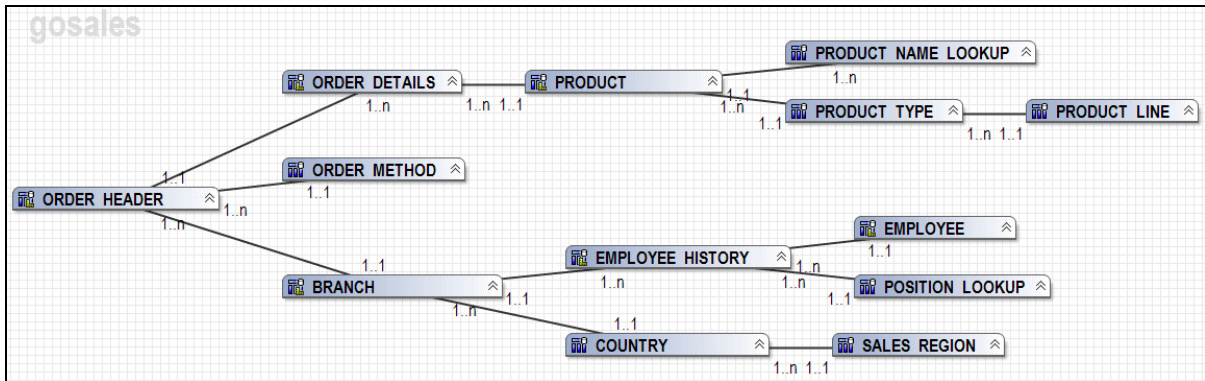 gosales
PRODUCT NAME LOOKUP
1..n
ORDER DETAILS
1..n
1..n 1..1
PRODUCT
1..1
1..n
1..1
PRODUCT TYPE
1..n 1..1
PRODUCT LINE
ORDER METHOD
1..1
1..1
ORDER HEADER
1..n
1..n
EMPLOYEE
1..1
EMPLOYEE HISTORY
1..n
1..n
1..n
1..1
POSITION LOOKUP
1..1
BRANCH
1..1
1..n
1..1
COUNTRY
1..n 1..1
SALES REGION